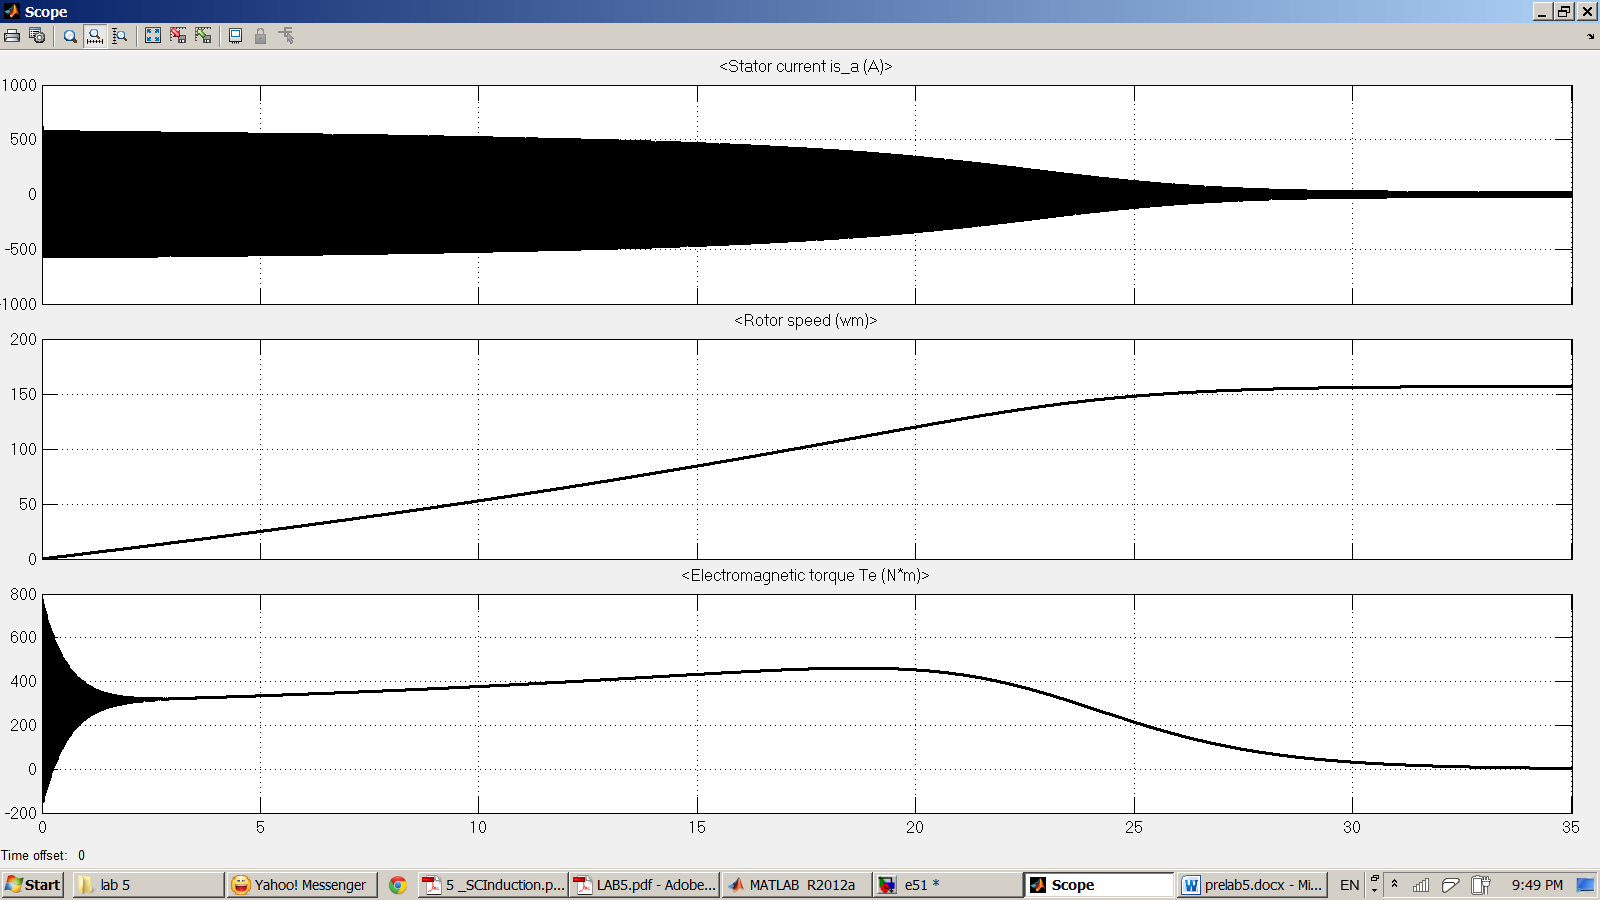 Scope
<Stator current is_a (A)>
1000
500
0
-500
-1000
<Rotor speed (wm)>
200
150
100
50
0
<Electromagnetic torque Te (N*m)>
800
600
400
200
0
-200
0 5 10 15 20 25 30 35
Time offset: 0
Start lab 5 Yahoo! Messenger 5 _SCInduction.p... LAB5.pdf - Adobe... MATLAB R2012a e51 * Scope prelab5.docx - Mi... EN 9:49 PM